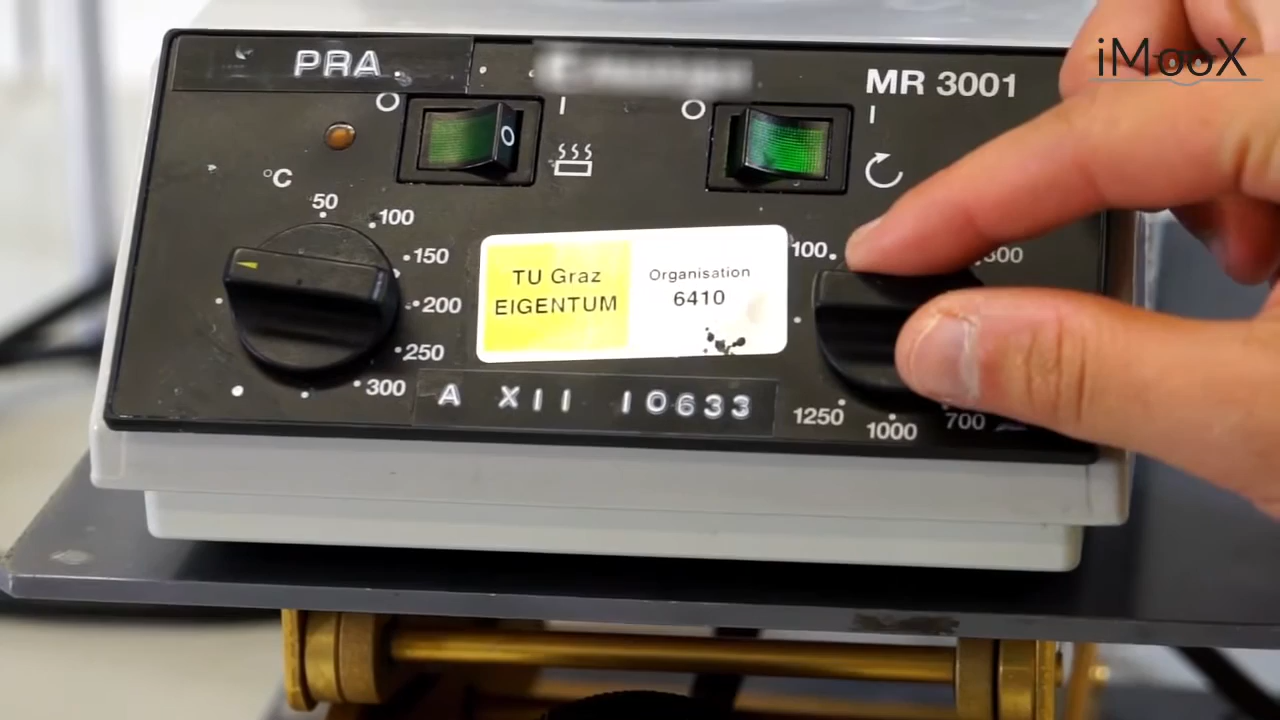 iMooX
PRA
MR 3001
O I
O I
O
°C
50
100
150
200
250
300
TU Graz
EIGENTUM
Organisation
6410
A XII 10633
100
300
700
1000
1250